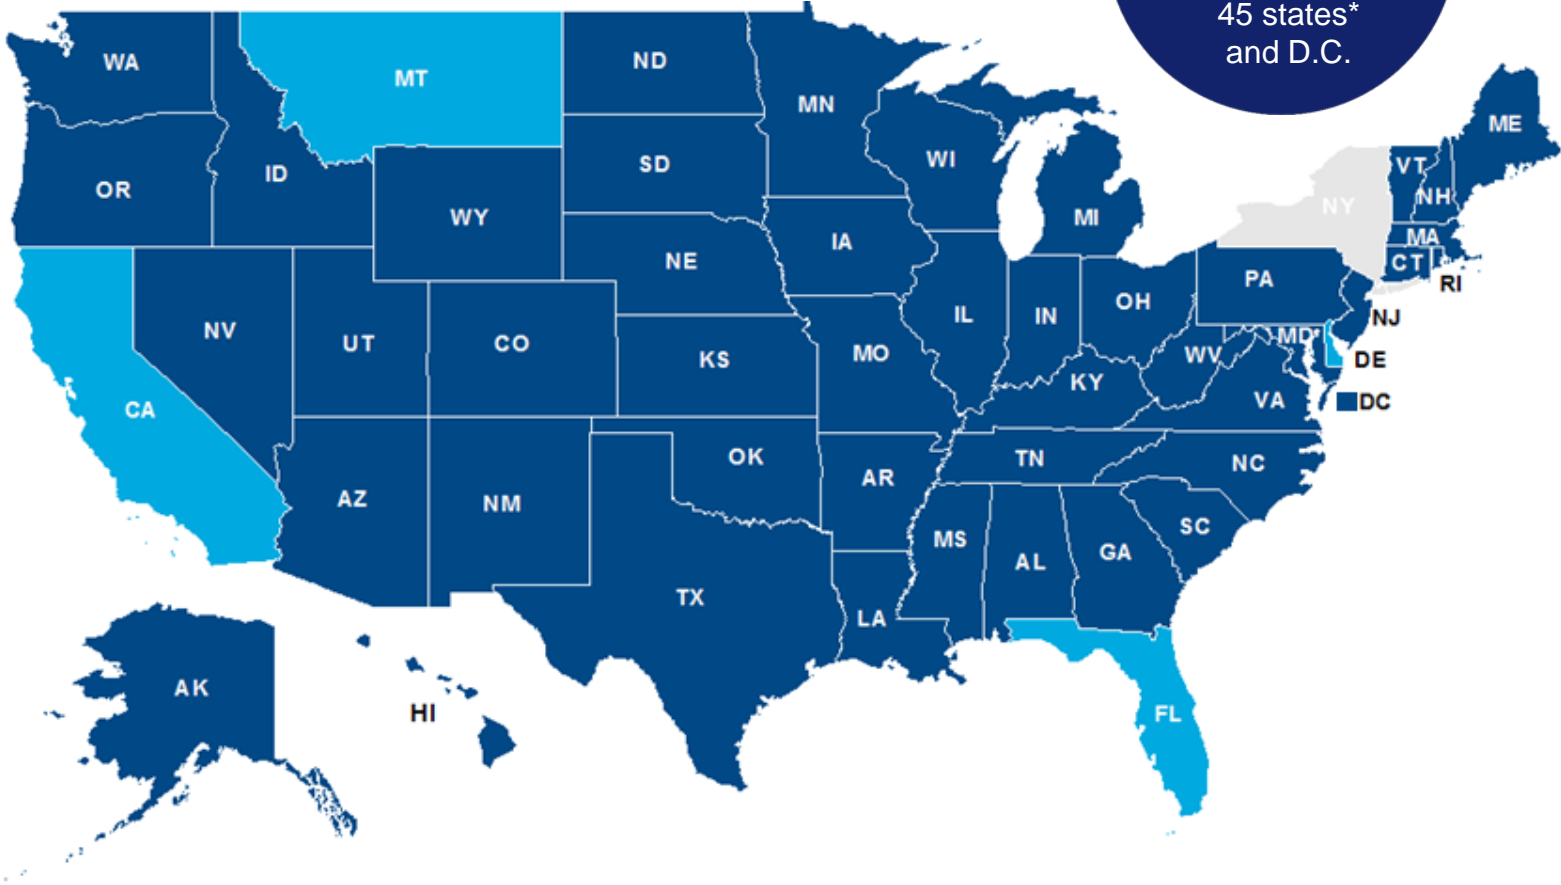 45 states*
and D.C.
WA
MT
ND
MN
ME
OR
ID
SD
WI
VT
NH
WY
MI
NY
MA
IA
NE
CT
PA
RI
NV
UT
CO
IL
IN
OH
NJ
KS
MO
WV
MD*
DE
CA
KY
VA
DC
AZ
NM
OK
AR
TN
NC
TX
MS
AL
GA
SC
LA
AK
HI
FL